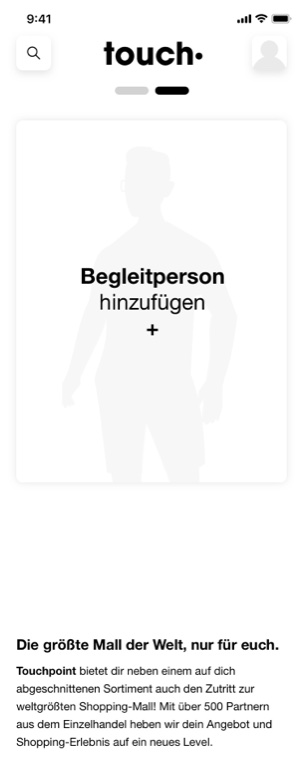 9:41
touch.
Begleitperson
hinzufügen
+
Die größte Mall der Welt, nur für euch.
Touchpoint bietet dir neben einem auf dich
abgeschnittenen Sortiment auch den Zutritt zur
weltgrößten Shopping-Mall! Mit über 500 Partnern
aus dem Einzelhandel heben wir dein Angebot und
Shopping-Erlebnis auf ein neues Level.